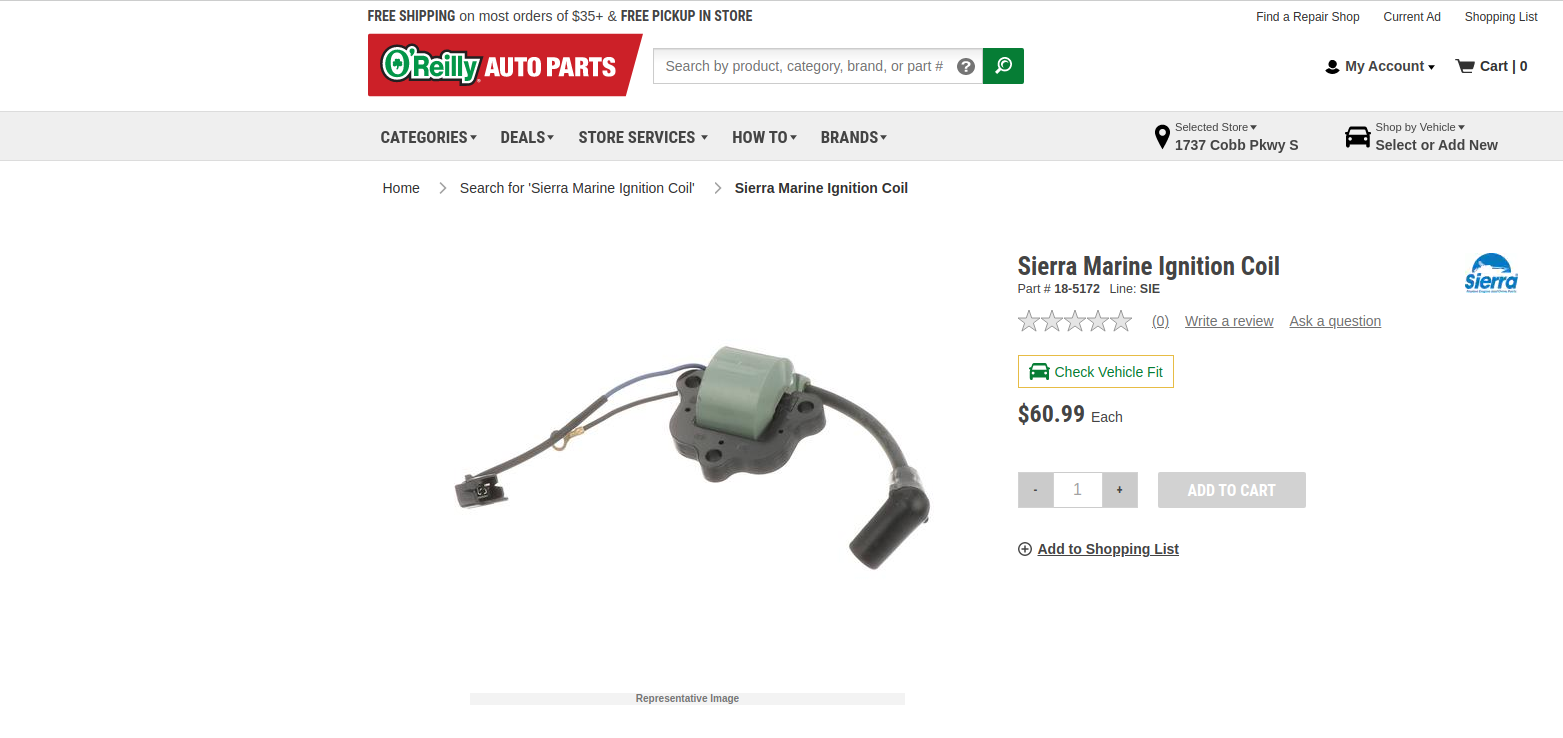 FREE SHIPPING on most orders of $35+ & FREE PICKUP IN STORE
Find a Repair Shop Current Ad Shopping List
O'Reilly AUTO PARTS
Search by product, category, brand, or part # ?
My Account Cart | 0
CATEGORIES DEALS STORE SERVICES HOW TO BRANDS
Selected Store
1737 Cobb Pkwy S
Shop by Vehicle
Select or Add New
Home Search for 'Sierra Marine Ignition Coil' Sierra Marine Ignition Coil
Sierra Marine Ignition Coil
Sierra
Part # 18-5172 Line: SIE
(0) Write a review Ask a question
Check Vehicle Fit
$60.99 Each
- 1 + ADD TO CART
Add to Shopping List
Representative Image